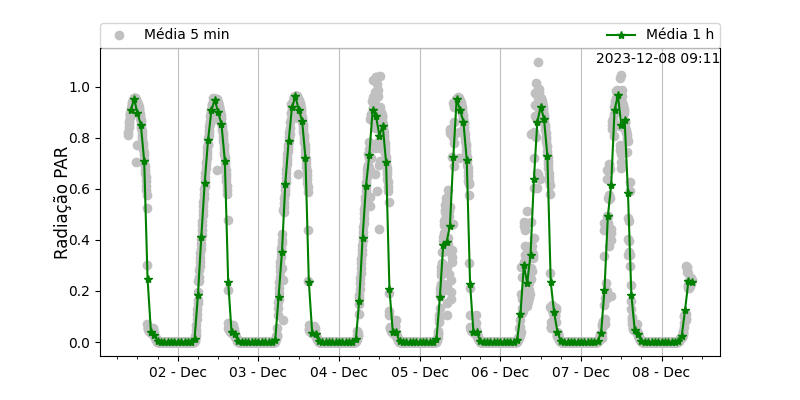 Média 5 min
Média 1 h
2023-12-08 09:11
Radiação PAR
1.0
0.8
0.6
0.4
0.2
0.0
02 - Dec
03 - Dec
04 - Dec
05 - Dec
06 - Dec
07 - Dec
08 - Dec